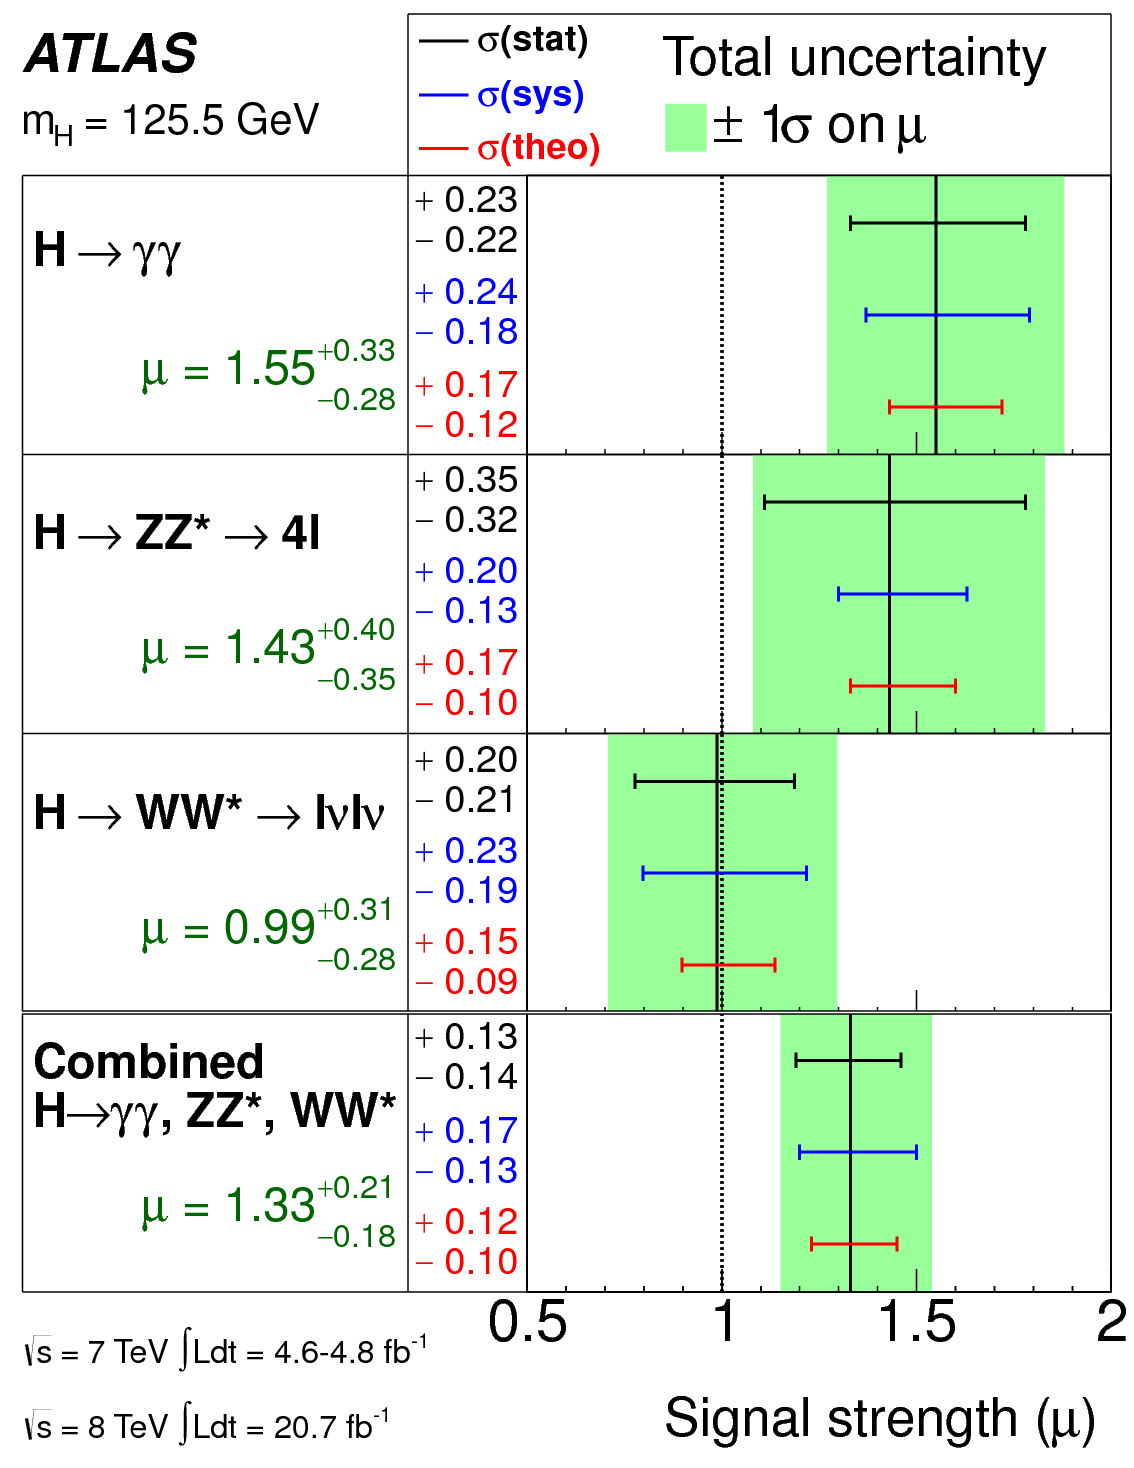 ATLAS
m_H = 125.5 GeV
σ(stat)
σ(sys)
σ(theo)
Total uncertainty
± 1σ on μ
H → γγ
μ = 1.55 +0.33 −0.28
+ 0.23
− 0.22
+ 0.24
− 0.18
+ 0.17
− 0.12
H → ZZ* → 4l
μ = 1.43 +0.40 −0.35
+ 0.35
− 0.32
+ 0.20
− 0.13
+ 0.17
− 0.10
H → WW* → lνlν
μ = 0.99 +0.31 −0.28
+ 0.20
− 0.21
+ 0.23
− 0.19
+ 0.15
− 0.09
Combined
H→γγ, ZZ*, WW*
μ = 1.33 +0.21 −0.18
+ 0.13
− 0.14
+ 0.17
− 0.13
+ 0.12
− 0.10
0.5 1 1.5 2
√s = 7 TeV ∫Ldt = 4.6-4.8 fb⁻¹
√s = 8 TeV ∫Ldt = 20.7 fb⁻¹
Signal strength (μ)